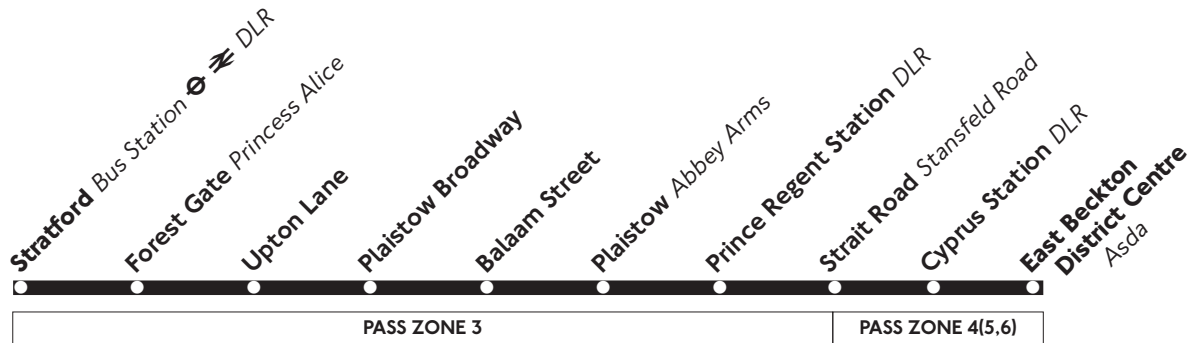 Stratford Bus Station DLR
Forest Gate Princess Alice
Upton Lane
Plaistow Broadway
Balaam Street
Plaistow Abbey Arms
Prince Regent Station DLR
Strait Road Stansfeld Road
Cyprus Station DLR
East Beckton
District Centre
Asda
PASS ZONE 3
PASS ZONE 4(5,6)